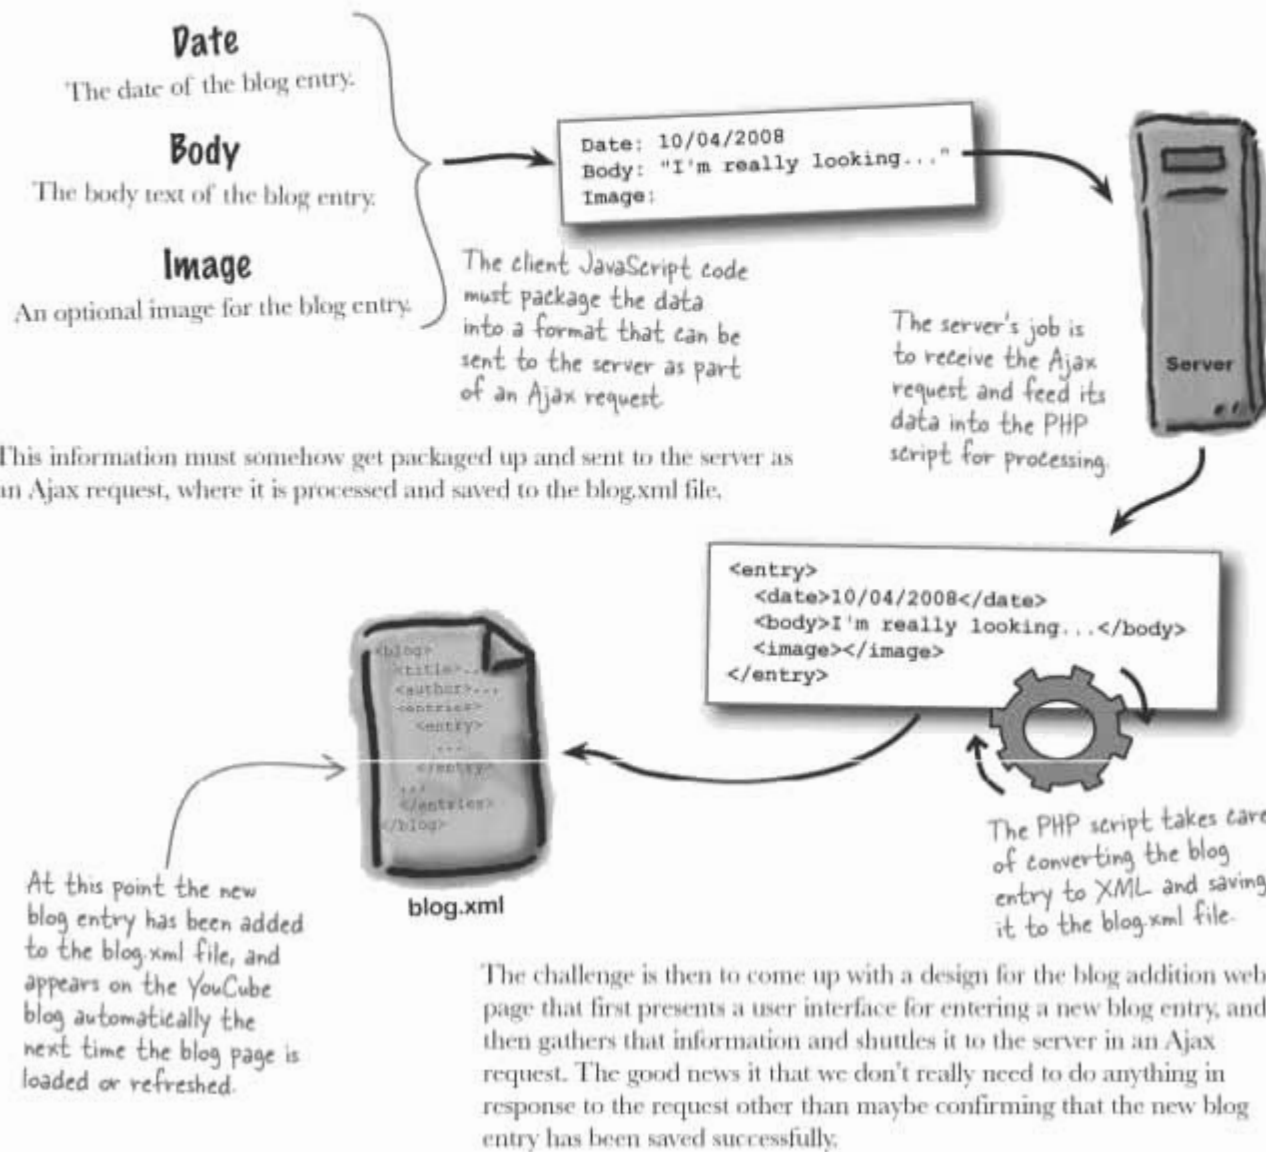 Date
The date of the blog entry.
Body
The body text of the blog entry.
Image
An optional image for the blog entry.
Date: 10/04/2008
Body: "I'm really looking..."
Image:
The client JavaScript code
must package the data
into a format that can be
sent to the server as part
of an Ajax request
The server's job is
to receive the Ajax
request and feed its
data into the PHP
script for processing.
Server
This information must somehow get packaged up and sent to the server as
an Ajax request, where it is processed and saved to the blog.xml file.
<entry>
<date>10/04/2008</date>
<body>I'm really looking...</body>
<image></image>
</entry>
<blog>
<title>...
<author>...
<entries>
<entry>
...
</entry>
...
</entries>
</blog>
blog.xml
The PHP script takes care
of converting the blog
entry to XML and saving
it to the blog.xml file.
At this point the new
blog entry has been added
to the blog.xml file, and
appears on the YouCube
blog automatically the
next time the blog page is
loaded or refreshed.
The challenge is then to come up with a design for the blog addition web
page that first presents a user interface for entering a new blog entry, and
then gathers that information and shuttles it to the server in an Ajax
request. The good news it that we don't really need to do anything in
response to the request other than maybe confirming that the new blog
entry has been saved successfully.